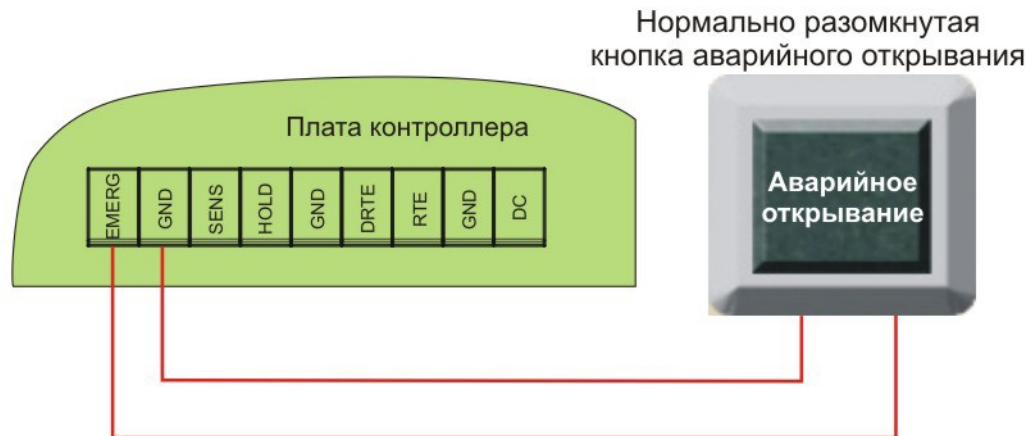 Нормально разомкнутая
кнопка аварийного открывания
Плата контроллера
EMERG
GND
SENS
HOLD
GND
DRTE
RTE
GND
DC
Аварийное
открывание